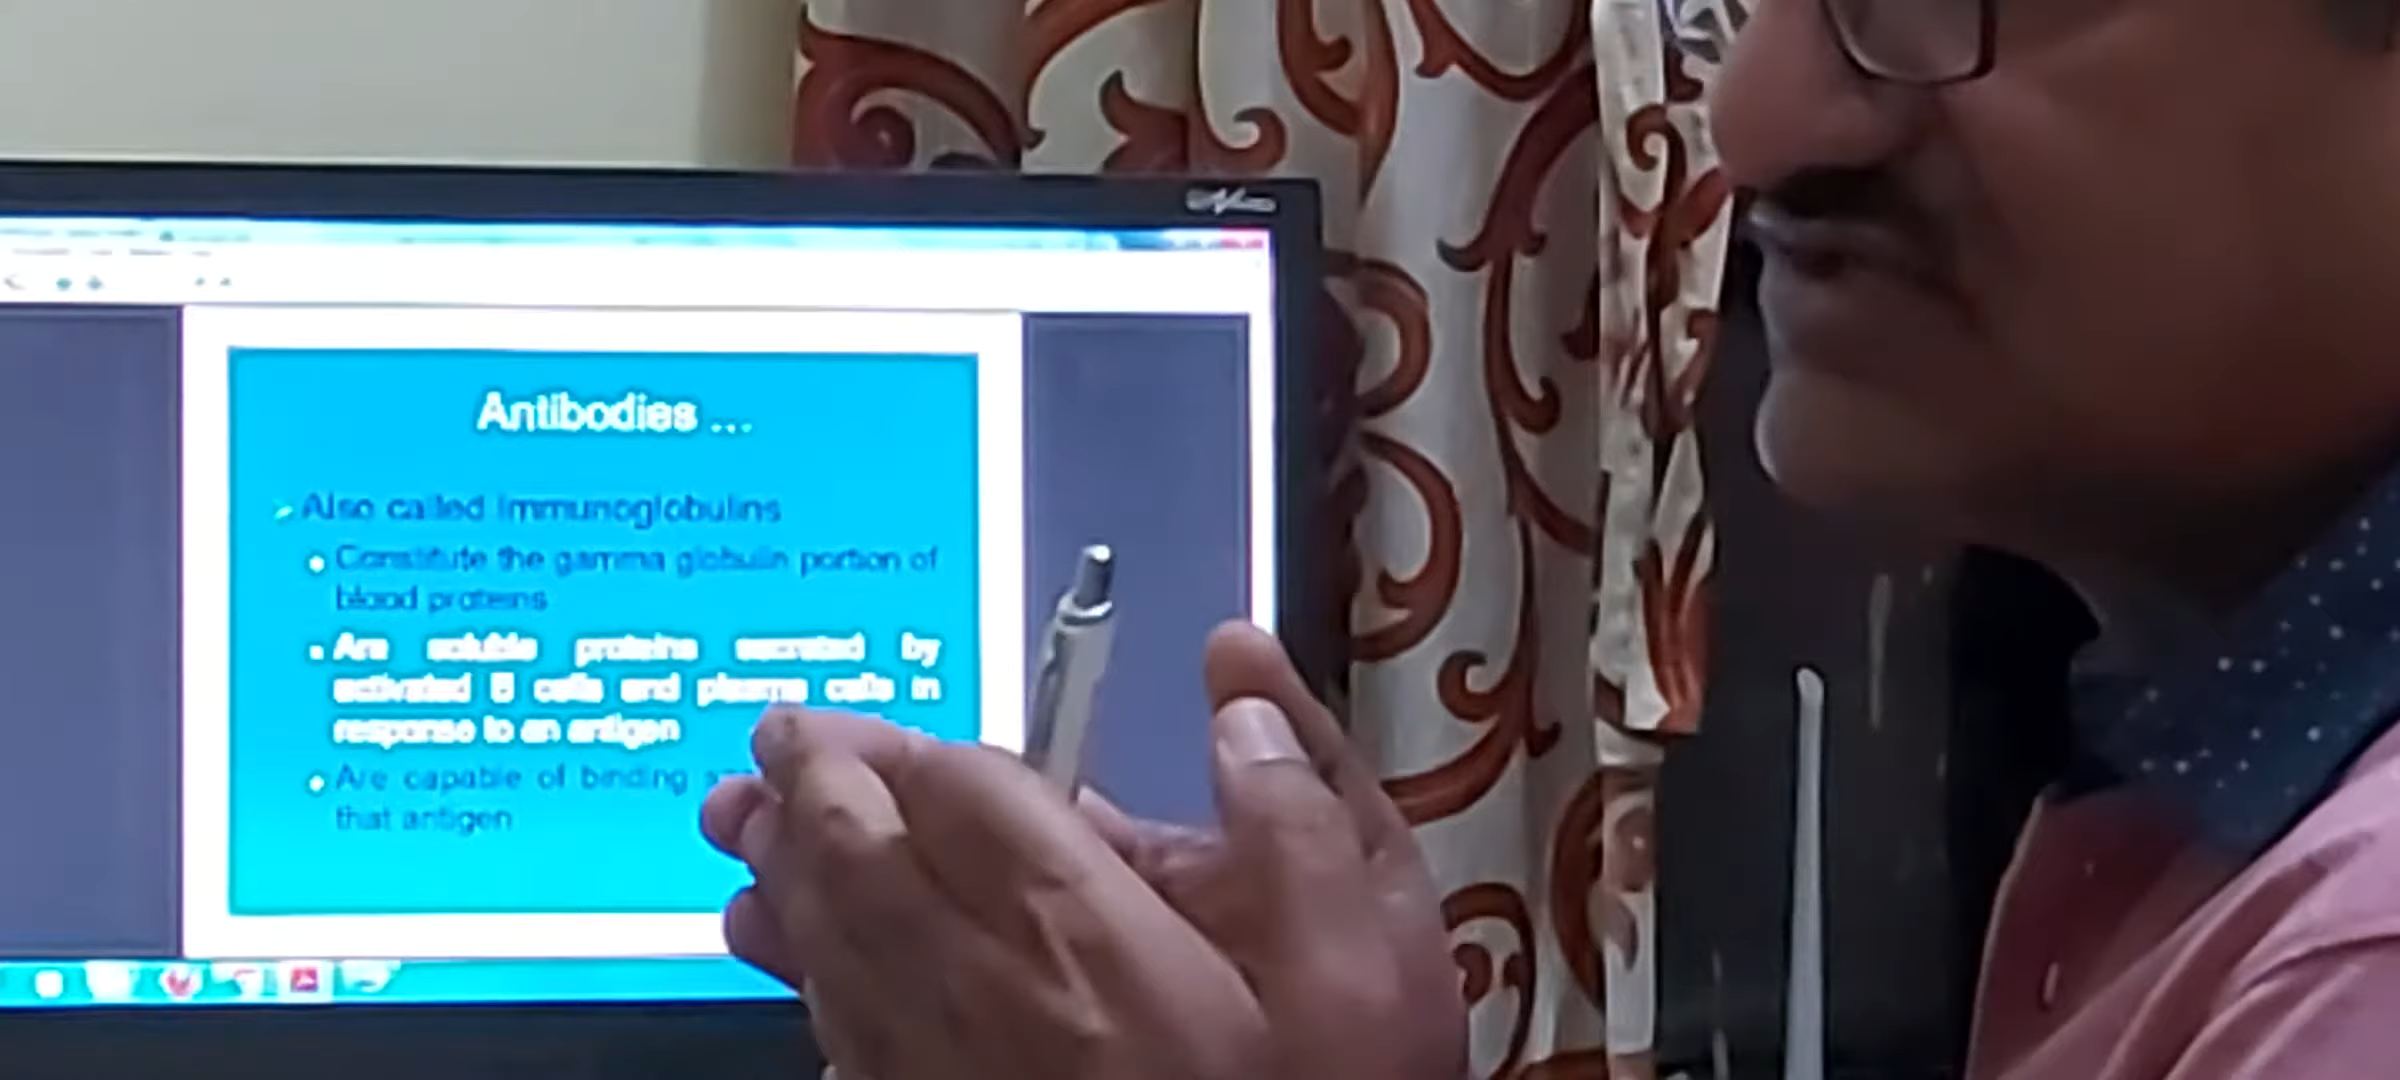 Antibodies ...
Also called Immunoglobulins
Constitute the gamma globulin portion of
blood proteins
Are soluble proteins secreted by
activated B cells and plasma cells in
response to an antigen
Are capable of binding
that antigen